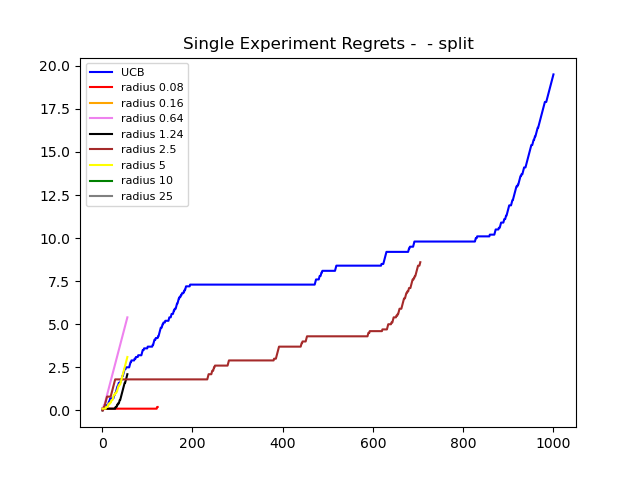 Single Experiment Regrets -  - split
20.0
17.5
15.0
12.5
10.0
7.5
5.0
2.5
0.0
UCB
radius 0.08
radius 0.16
radius 0.64
radius 1.24
radius 2.5
radius 5
radius 10
radius 25
0 200 400 600 800 1000